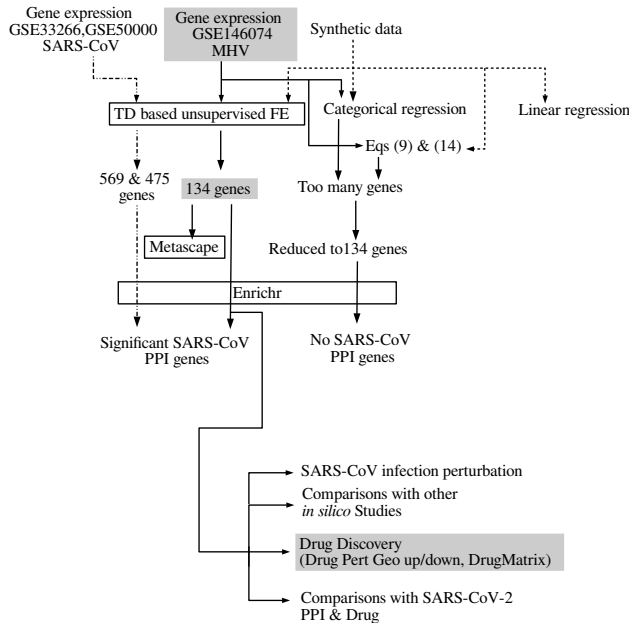 Gene expression
GSE33266,GSE50000
SARS-CoV
Gene expression
GSE146074
MHV
Synthetic data
TD based unsupervised FE
Categorical regression
Linear regression
Eqs (9) & (14)
569 & 475
genes
134 genes
Too many genes
Metascape
Reduced to134 genes
Enrichr
Significant SARS-CoV
PPI genes
No SARS-CoV
PPI genes
SARS-CoV infection perturbation
Comparisons with other
in silico Studies
Drug Discovery
(Drug Pert Geo up/down, DrugMatrix)
Comparisons with SARS-CoV-2
PPI & Drug